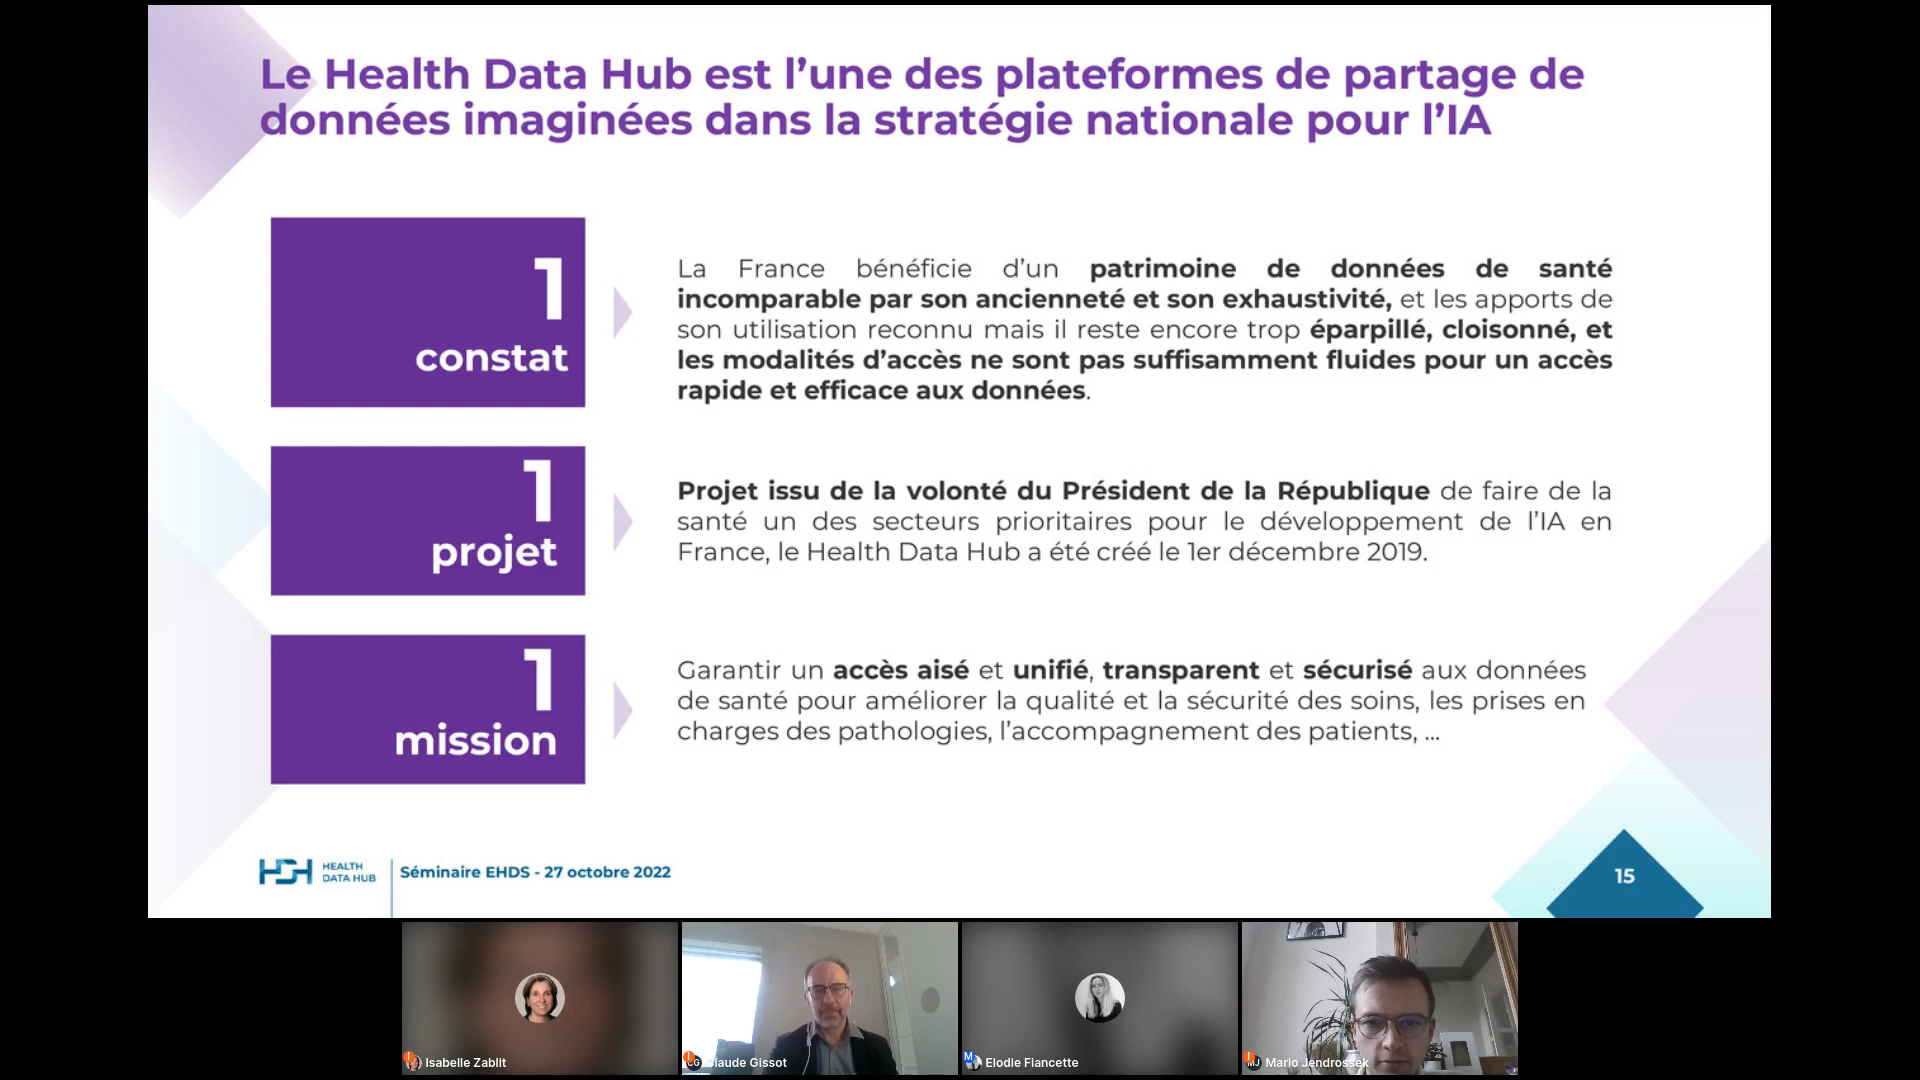 Le Health Data Hub est l’une des plateformes de partage de
données imaginées dans la stratégie nationale pour l’IA
1
constat
La France bénéficie d’un patrimoine de données de santé
incomparable par son ancienneté et son exhaustivité, et les apports de
son utilisation reconnu mais il reste encore trop éparpillé, cloisonné, et
les modalités d’accès ne sont pas suffisamment fluides pour un accès
rapide et efficace aux données.
1
projet
Projet issu de la volonté du Président de la République de faire de la
santé un des secteurs prioritaires pour le développement de l’IA en
France, le Health Data Hub a été créé le 1er décembre 2019.
1
mission
Garantir un accès aisé et unifié, transparent et sécurisé aux données
de santé pour améliorer la qualité et la sécurité des soins, les prises en
charges des pathologies, l’accompagnement des patients, ...
HDH
HEALTH
DATA HUB
Séminaire EHDS - 27 octobre 2022
15
I Isabelle Zablit
I CG Claude Gissot
M Elodie Fiancette
I MJ Mario Jendrossek